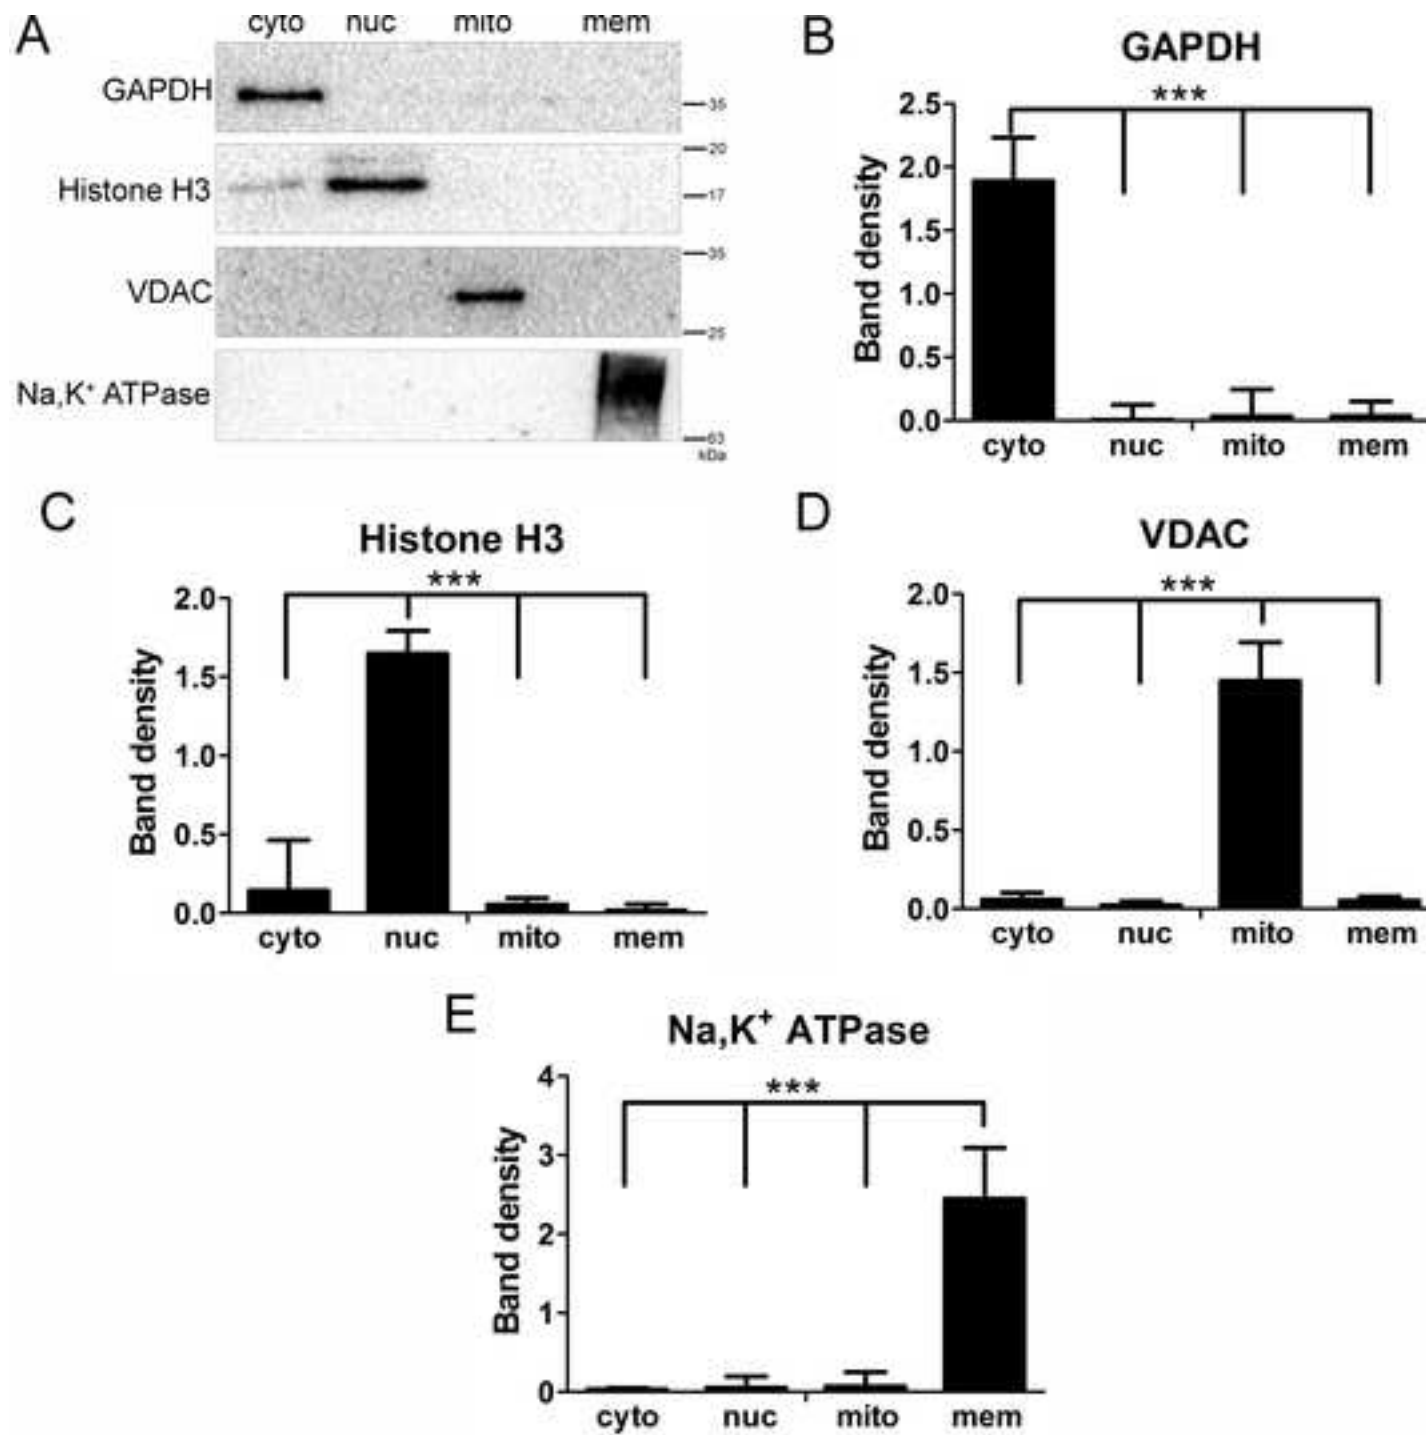 A
cyto nuc mito mem
GAPDH
35
Histone H3
20
17
VDAC
35
25
Na,K⁺ ATPase
63
kDa
B
GAPDH
***
Band density
2.5
2.0
1.5
1.0
0.5
0.0
cyto nuc mito mem
C
Histone H3
***
Band density
2.0
1.5
1.0
0.5
0.0
cyto nuc mito mem
D
VDAC
***
Band density
2.0
1.5
1.0
0.5
0.0
cyto nuc mito mem
E
Na,K⁺ ATPase
***
Band density
4
3
2
1
0
cyto nuc mito mem